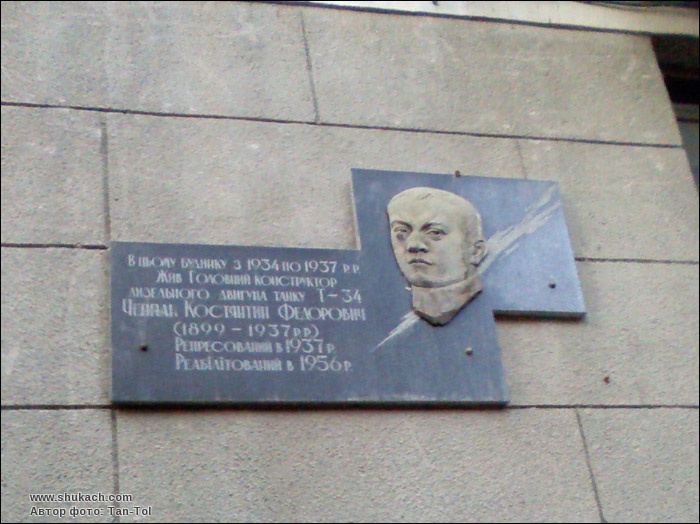 В цьому будинку з 1934 по 1937 р.р.
Жив Головний конструктор
дизельного двигуна танку Т-34
Челпан Костянтин Федорович
(1899 - 1937 р.р.)
Репресований в 1937 р.
Реабілітований в 1956 р.
www.shukach.com
Автор фото: Tan-Tol